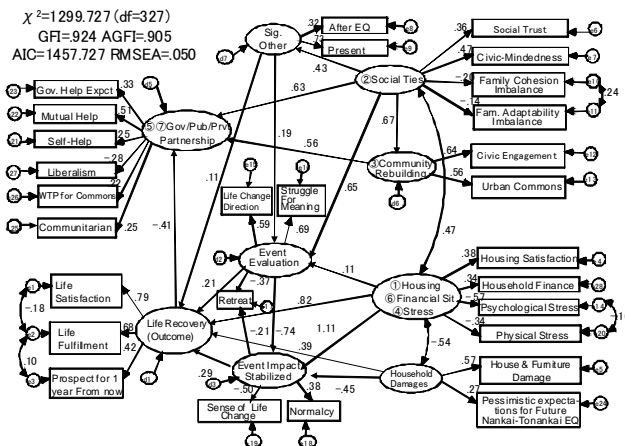 χ²=1299.727 (df=327)
GFI=.924 AGFI=.905
AIC=1457.727 RMSEA=.050
Sig.
Other
After EQ
Present
.32
.43
Social Trust
Civic-Mindedness
Family Cohesion
Imbalance
Fam. Adaptability
Imbalance
.36
.47
-.14
.24
②Social Ties
Gov. Help Expct
Mutual Help
Self-Help
Liberalism
WTP for Commons
Communitarian
.33
.51
.25
-.28
.22
.25
⑤⑦Gov/Pub/Prvt
Partnership
.63
.19
.56
.67
.65
.11
-.41
③Community
Rebuilding
.64
.56
Civic Engagement
Urban Commons
Life Change
Direction
Struggle
For
Meaning
.59
.69
.47
Event
Evaluation
.11
.21
-.37
Retreat
.82
-.21
-.74
1.11
.39
①Housing
⑥Financial Sit.
④Stress
.38
.34
-.57
-.34
Housing Satisfaction
Household Finance
Psychological Stress
Physical Stress
-.54
Life
Satisfaction
Life
Fulfillment
Prospect for 1
year From now
-.18
.10
.79
.68
.42
Life Recovery
(Outcome)
.29
Event Impact
Stabilized
-.50
.38
-.45
Sense of Life
Change
Normalcy
Household
Damages
.57
.27
House & Furniture
Damage
Pessimistic expecta-
tions for Future
Nankai-Tonankai EQ